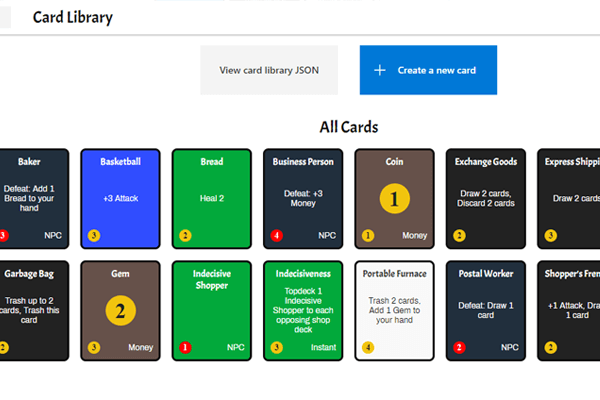 Card Library
View card library JSON
+ Create a new card
All Cards
Baker
Defeat: Add 1
Bread to your
hand
3
NPC
Basketball
+3 Attack
3
Bread
Heal 2
2
Business Person
Defeat: +3
Money
4
NPC
Coin
1
1
Money
Exchange Goods
Draw 2 cards,
Discard 2 cards
2
Express Shippi
Draw 2 cards
3
Garbage Bag
Trash up to 2
cards, Trash this
card
2
Gem
2
3
Money
Indecisive
Shopper
1
NPC
Indecisiveness
Topdeck 1
Indecisive
Shopper to each
opposing shop
deck
3
Instant
Portable Furnace
Trash 2 cards,
Add 1 Gem to
your hand
4
Postal Worker
Defeat: Draw 1
card
2
NPC
Shopper's Fren
+1 Attack, Dra
1 card
2